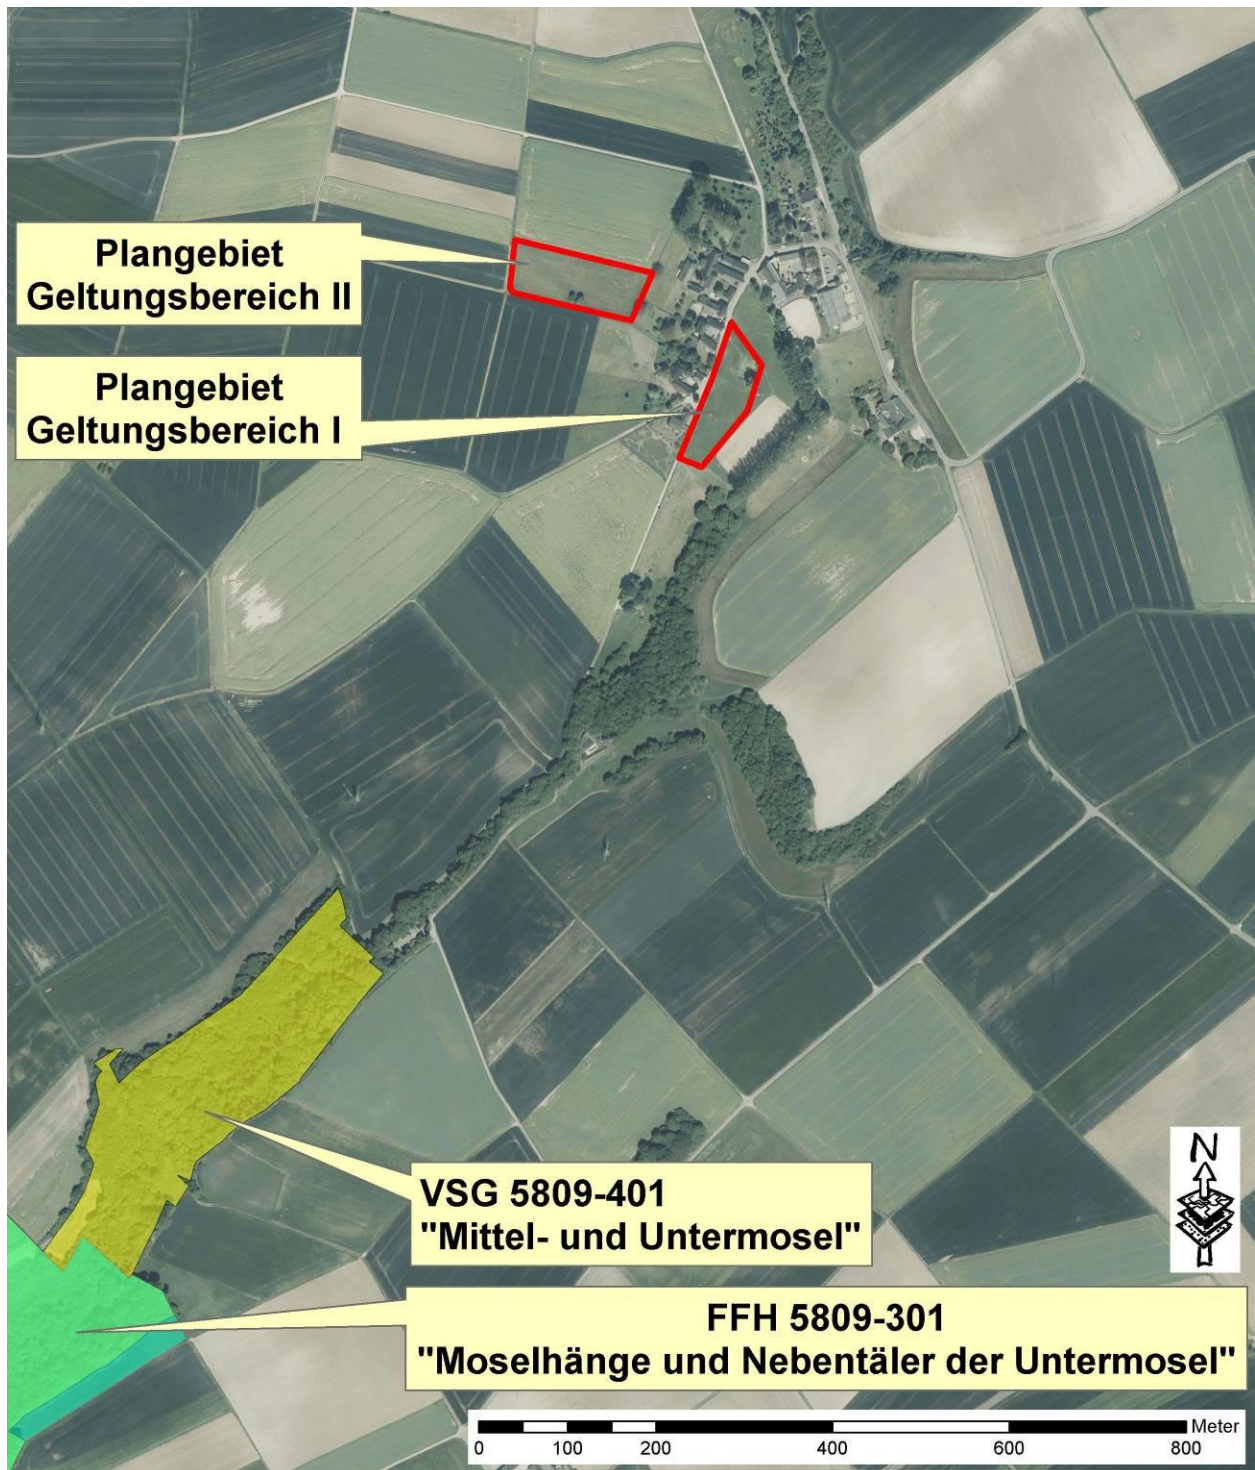 Plangebiet
Geltungsbereich II
Plangebiet
Geltungsbereich I
VSG 5809-401
"Mittel- und Untermosel"
N
FFH 5809-301
"Moselhänge und Nebentäler der Untermosel"
Meter
0 100 200 400 600 800